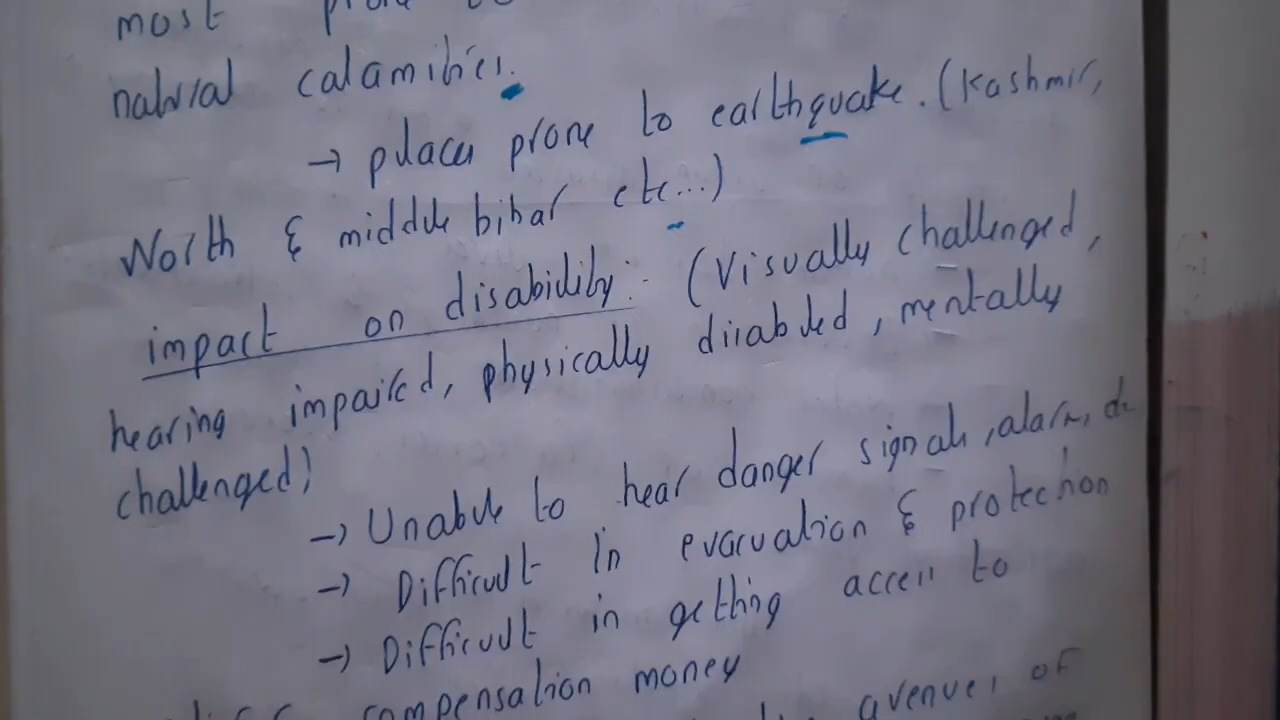 most prone to
natural calamities.
→ places prone to earthquake. (Kashmir,
North & middle bihar etc...)
impact on disability :- (Visually challenged,
hearing impaired, physically disabled, mentally
challenged)
→ Unable to hear danger signals, alarm,
→ Difficult In evacuation & protection
→ Difficult in getting access to
compensation money
avenues of